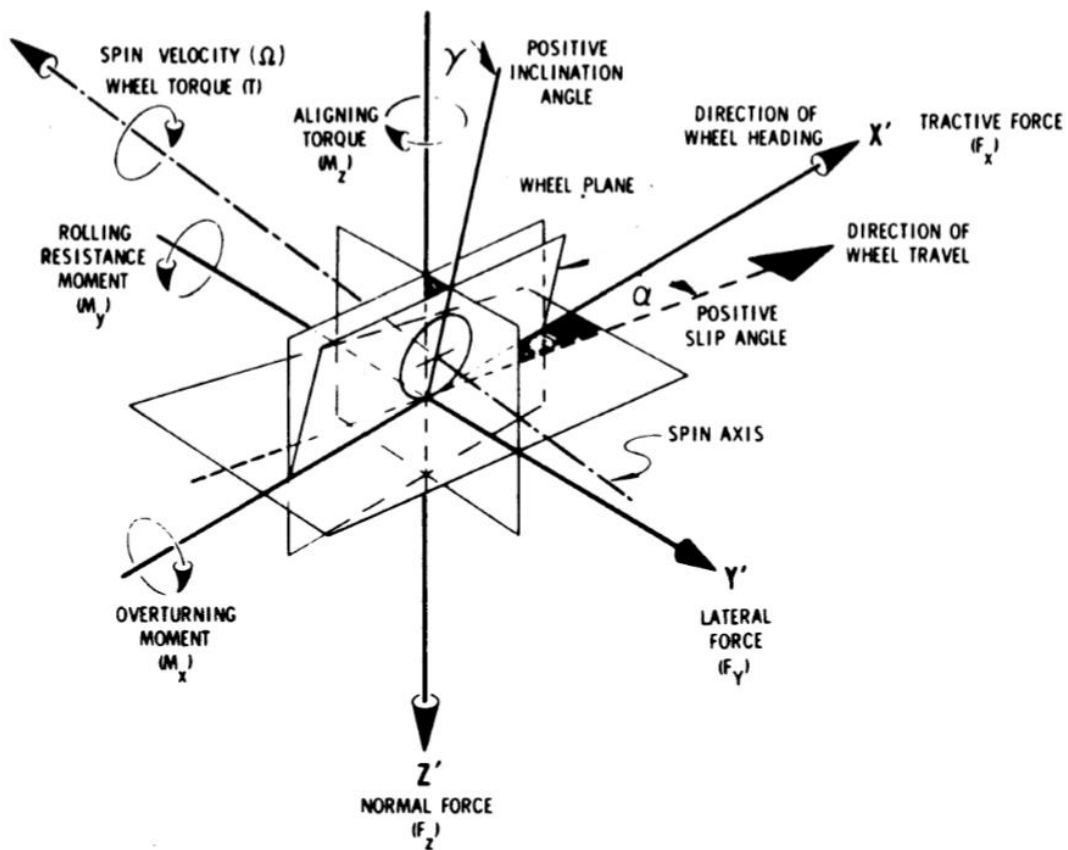 SPIN VELOCITY (Ω)
WHEEL TORQUE (T)
γ
POSITIVE
INCLINATION
ANGLE
ALIGNING
TORQUE
(M_z)
DIRECTION OF
WHEEL HEADING
X′
TRACTIVE FORCE
(F_x)
WHEEL PLANE
ROLLING
RESISTANCE
MOMENT
(M_y)
DIRECTION OF
WHEEL TRAVEL
α
POSITIVE
SLIP ANGLE
SPIN AXIS
Y′
LATERAL
FORCE
(F_Y)
OVERTURNING
MOMENT
(M_x)
Z′
NORMAL FORCE
(F_z)